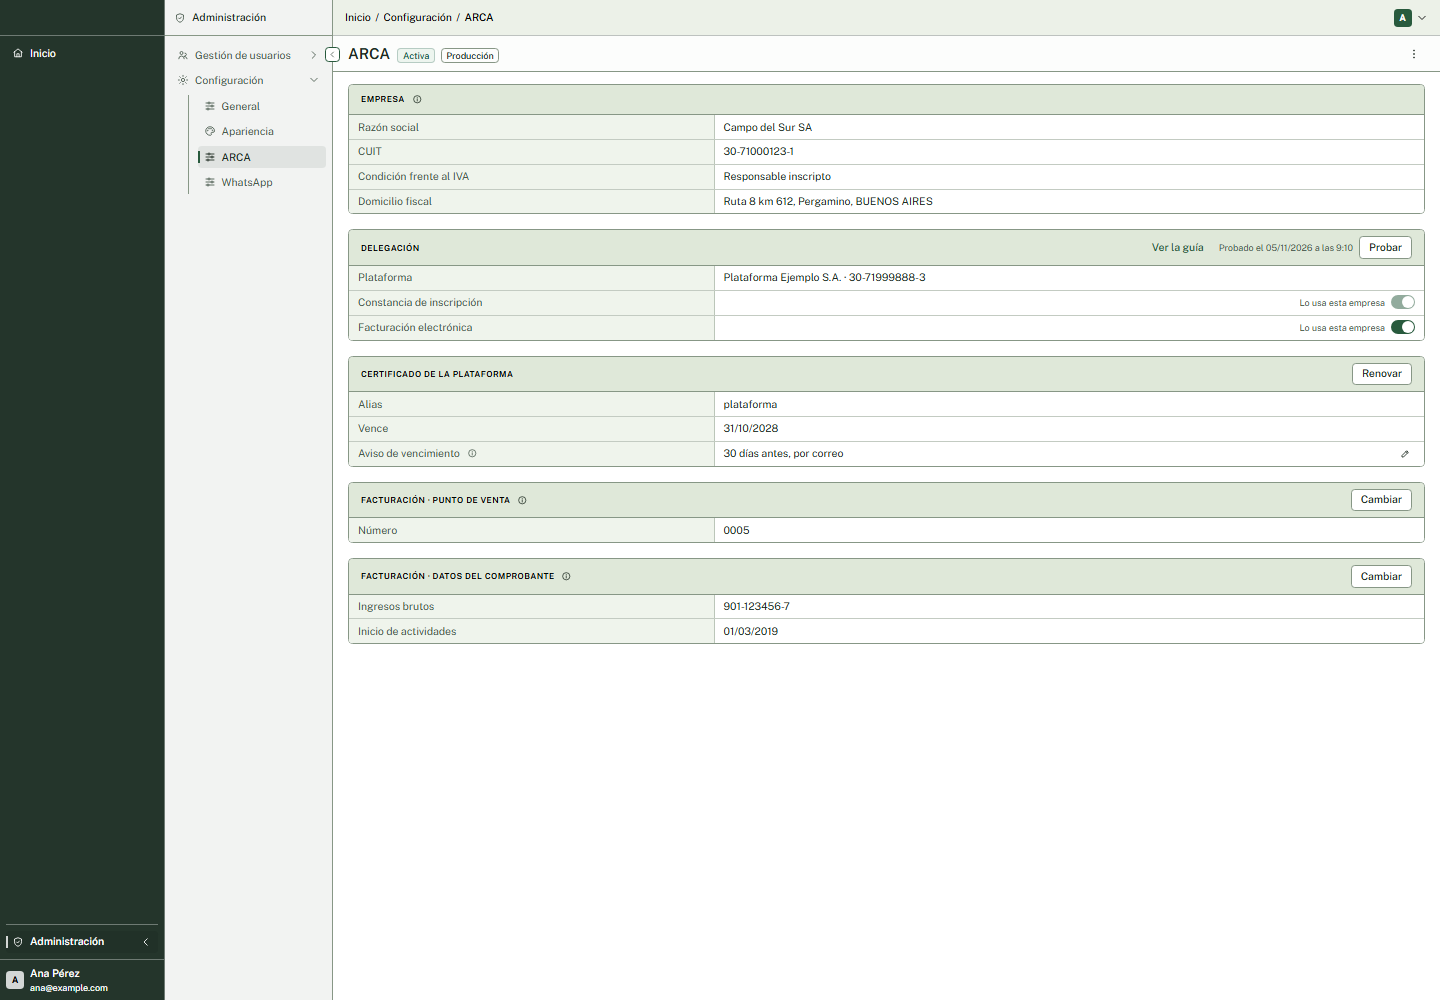 Inicio
Administración
Ana Pérez
A
ana@example.com
Administración
Gestión de usuarios
Configuración
General
Apariencia
ARCA
WhatsApp
Inicio / Configuración / ARCA
A
ARCA Activa Producción
EMPRESA
Razón social Campo del Sur SA
CUIT 30-71000123-1
Condición frente al IVA Responsable inscripto
Domicilio fiscal Ruta 8 km 612, Pergamino, BUENOS AIRES
DELEGACIÓN Ver la guía Probado el 05/11/2026 a las 9:10 Probar
Plataforma Plataforma Ejemplo S.A. · 30-71999888-3
Constancia de inscripción Lo usa esta empresa
Facturación electrónica Lo usa esta empresa
CERTIFICADO DE LA PLATAFORMA Renovar
Alias plataforma
Vence 31/10/2028
Aviso de vencimiento 30 días antes, por correo
FACTURACIÓN · PUNTO DE VENTA Cambiar
Número 0005
FACTURACIÓN · DATOS DEL COMPROBANTE Cambiar
Ingresos brutos 901-123456-7
Inicio de actividades 01/03/2019